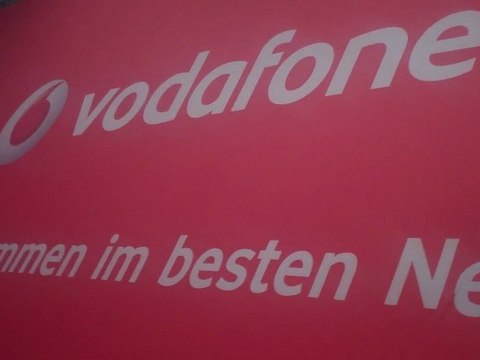 vodafone
mmen im besten Ne